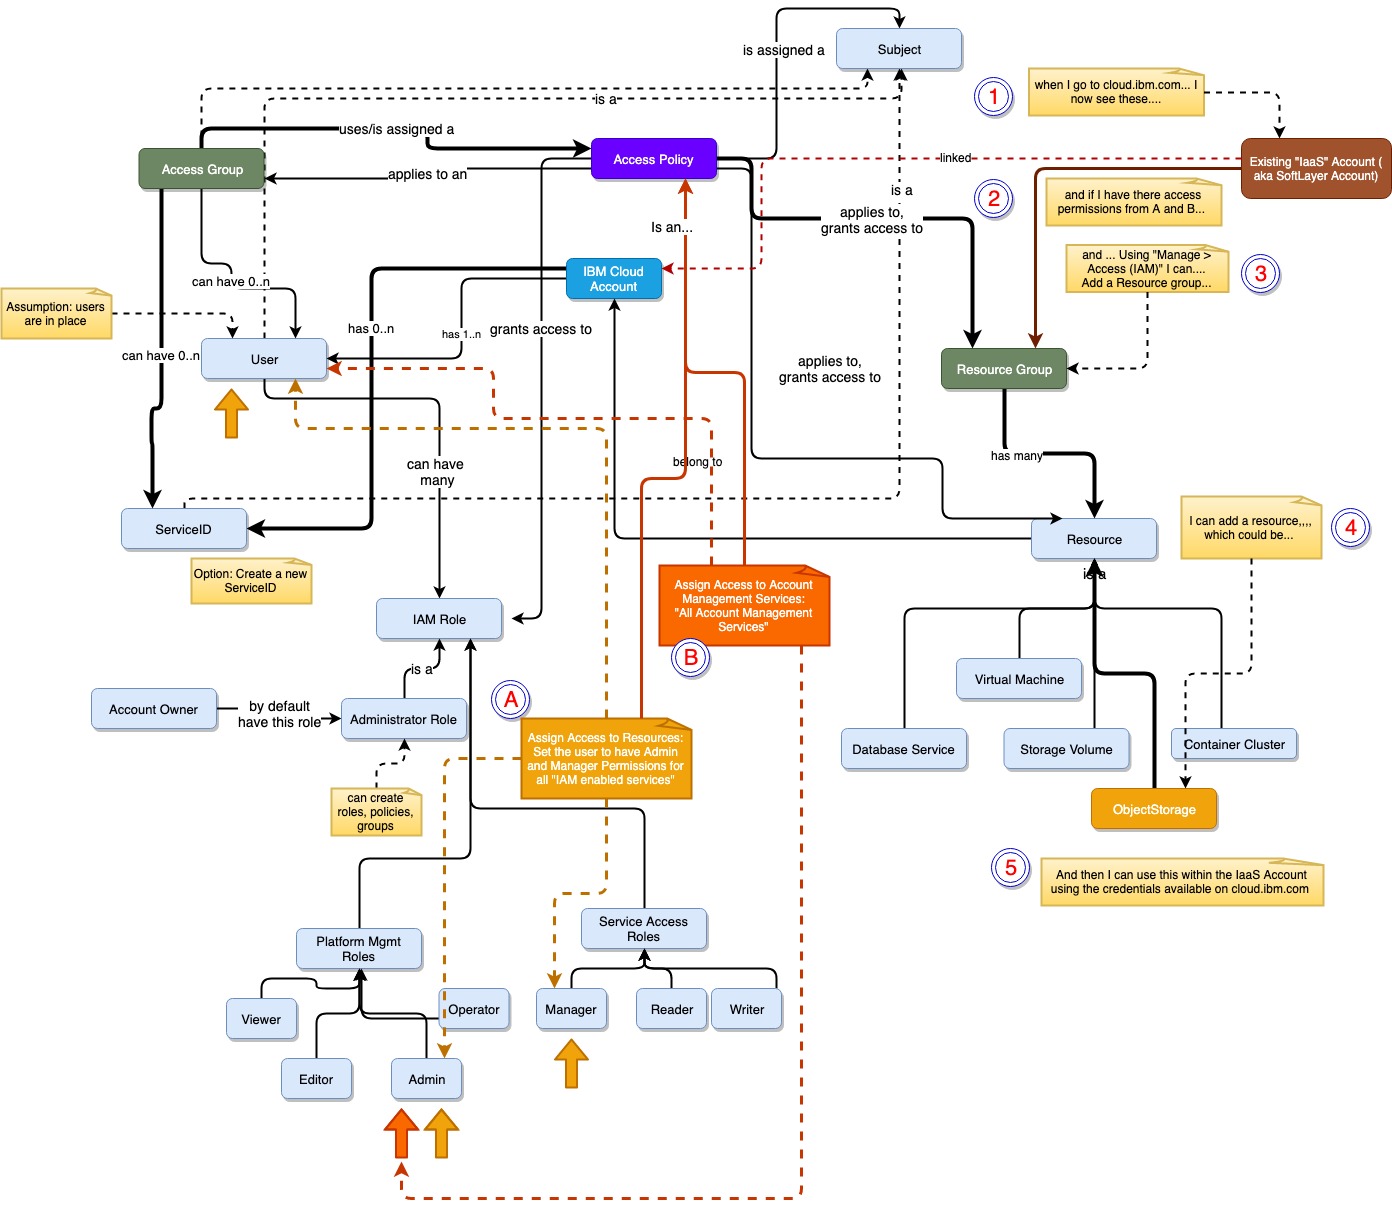 is assigned a
Subject
1
when I go to cloud.ibm.com... I
now see these....
is a
uses/is assigned a
Access Group
Access Policy
linked
Existing "IaaS" Account (
aka SoftLayer Account)
applies to an
is a
2
and if I have there access
permissions from A and B...
applies to,
grants access to
Is an...
and ... Using "Manage >
Access (IAM)" I can....
Add a Resource group...
3
IBM Cloud
Account
can have 0..n
Assumption: users
are in place
has 0..n
has 1..n
grants access to
can have 0..n
User
applies to,
grants access to
Resource Group
can have
many
belong to
has many
ServiceID
I can add a resource,,,,
which could be...
4
Resource
Option: Create a new
ServiceID
is a
Assign Access to Account
Management Services:
"All Account Management
Services"
B
IAM Role
is a
Virtual Machine
A
Account Owner
by default
have this role
Administrator Role
Assign Access to Resources:
Set the user to have Admin
and Manager Permissions for
all "IAM enabled services"
Database Service
Storage Volume
Container Cluster
can create
roles, policies,
groups
ObjectStorage
5
And then I can use this within the IaaS Account
using the credentials available on cloud.ibm.com
Service Access
Roles
Platform Mgmt
Roles
Viewer
Operator
Manager
Reader
Writer
Editor
Admin